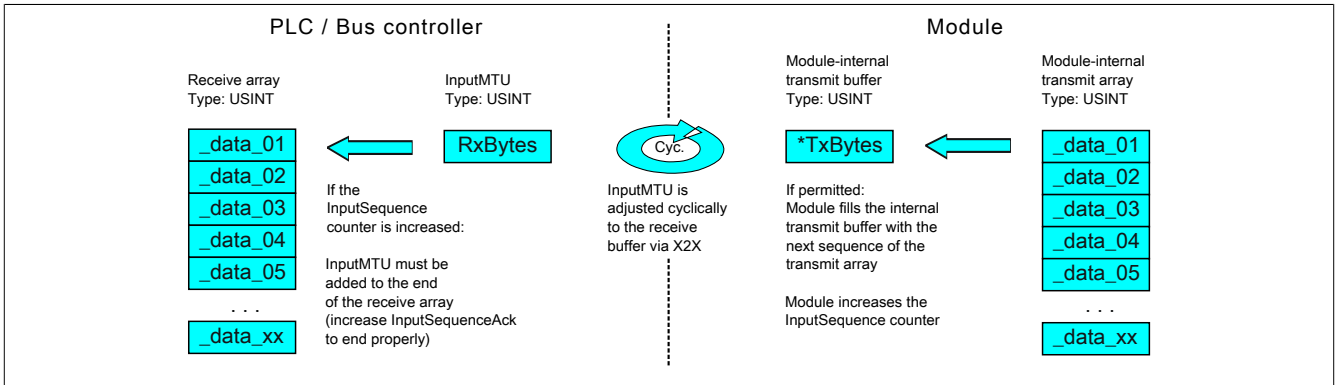 PLC / Bus controller
Module
Receive array
Type: USINT
InputMTU
Type: USINT
Module-internal
transmit buffer
Type: USINT
Module-internal
transmit array
Type: USINT
_data_01
_data_02
_data_03
_data_04
_data_05
. . .
_data_xx
RxBytes
If the
InputSequence
counter is increased:
InputMTU must be
added to the end
of the receive array
(increase InputSequenceAck
to end properly)
Cyc.
InputMTU is
adjusted cyclically
to the receive
buffer via X2X
*TxBytes
If permitted:
Module fills the internal
transmit buffer with the
next sequence of the
transmit array
Module increases the
InputSequence counter
_data_01
_data_02
_data_03
_data_04
_data_05
. . .
_data_xx